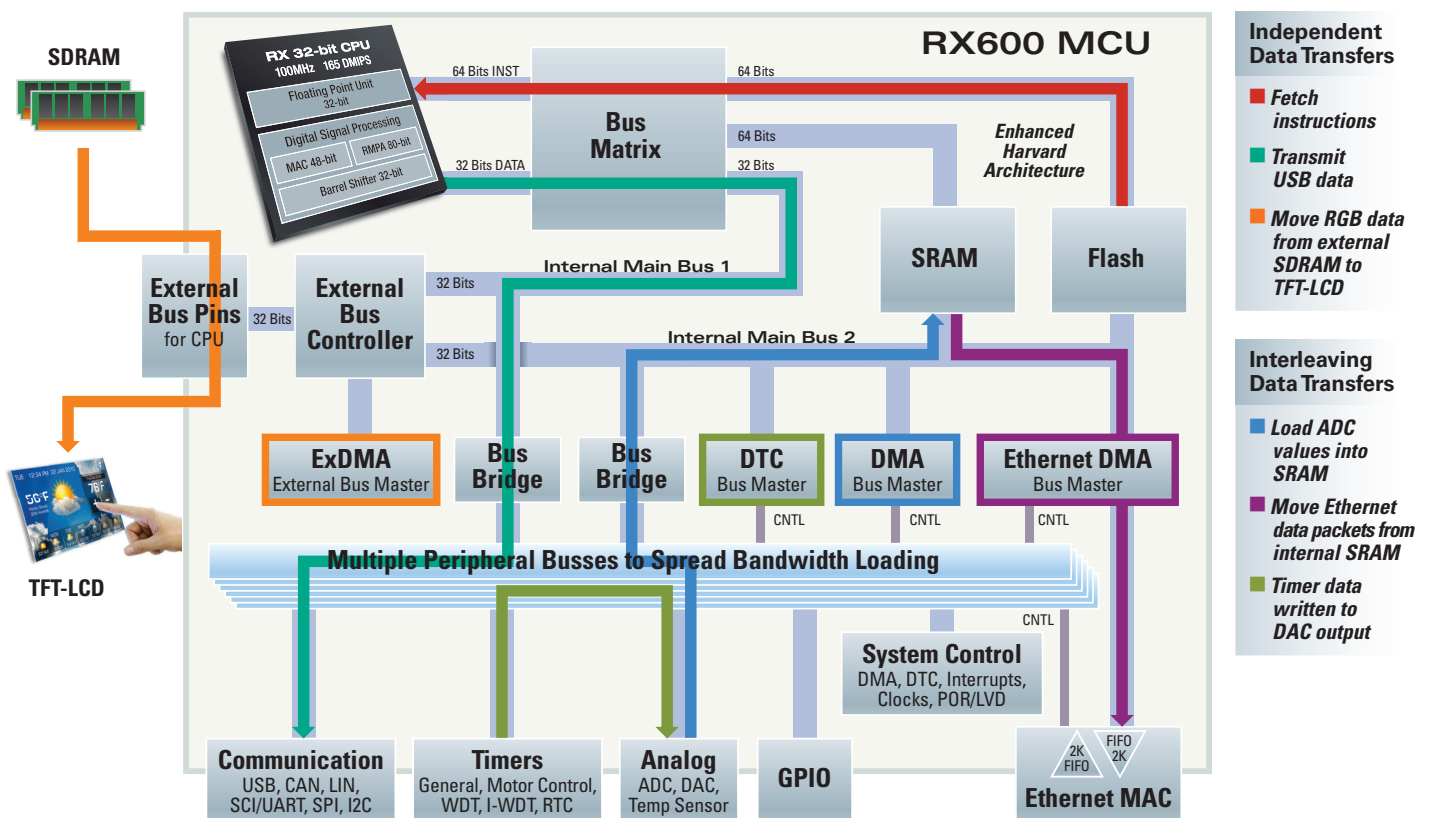 RX600 MCU
SDRAM
RX 32-bit CPU
100MHz 165 DMIPS
Floating Point Unit
32-bit
Digital Signal Processing
MAC 48-bit
RMPA 80-bit
Barrel Shifter 32-bit
64 Bits INST
32 Bits DATA
Bus
Matrix
64 Bits
64 Bits
32 Bits
Enhanced
Harvard
Architecture
SRAM
Flash
External
Bus Pins
for CPU
32 Bits
External
Bus
Controller
32 Bits
32 Bits
Internal Main Bus 1
Internal Main Bus 2
ExDMA
External Bus Master
Bus
Bridge
Bus
Bridge
DTC
Bus Master
DMA
Bus Master
Ethernet DMA
Bus Master
CNTL
CNTL
CNTL
Multiple Peripheral Busses to Spread Bandwidth Loading
CNTL
TFT-LCD
System Control
DMA, DTC, Interrupts,
Clocks, POR/LVD
Communication
USB, CAN, LIN,
SCI/UART, SPI, I2C
Timers
General, Motor Control,
WDT, I-WDT, RTC
Analog
ADC, DAC,
Temp Sensor
GPIO
2K
FIFO
FIFO
2K
Ethernet MAC
Independent
Data Transfers
Fetch
instructions
Transmit
USB data
Move RGB data
from external
SDRAM to
TFT-LCD
Interleaving
Data Transfers
Load ADC
values into
SRAM
Move Ethernet
data packets from
internal SRAM
Timer data
written to
DAC output